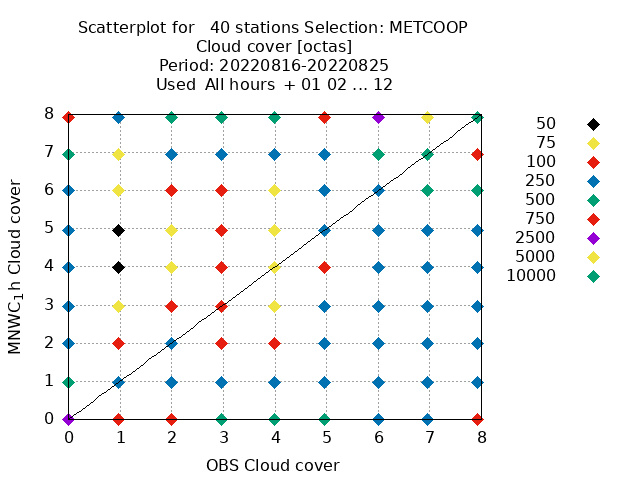 Scatterplot for   40 stations Selection: METCOOP
Cloud cover [octas]
Period: 20220816-20220825
Used  All hours  + 01 02 ... 12
8
7
6
5
4
3
2
1
0
MNWC_1h Cloud cover
0 1 2 3 4 5 6 7 8
OBS Cloud cover
50
75
100
250
500
750
2500
5000
10000